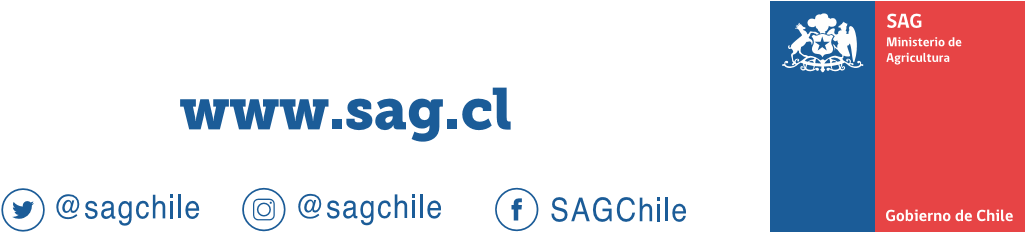 www.sag.cl
@sagchile
@sagchile
SAGChile
SAG
Ministerio de
Agricultura
Gobierno de Chile